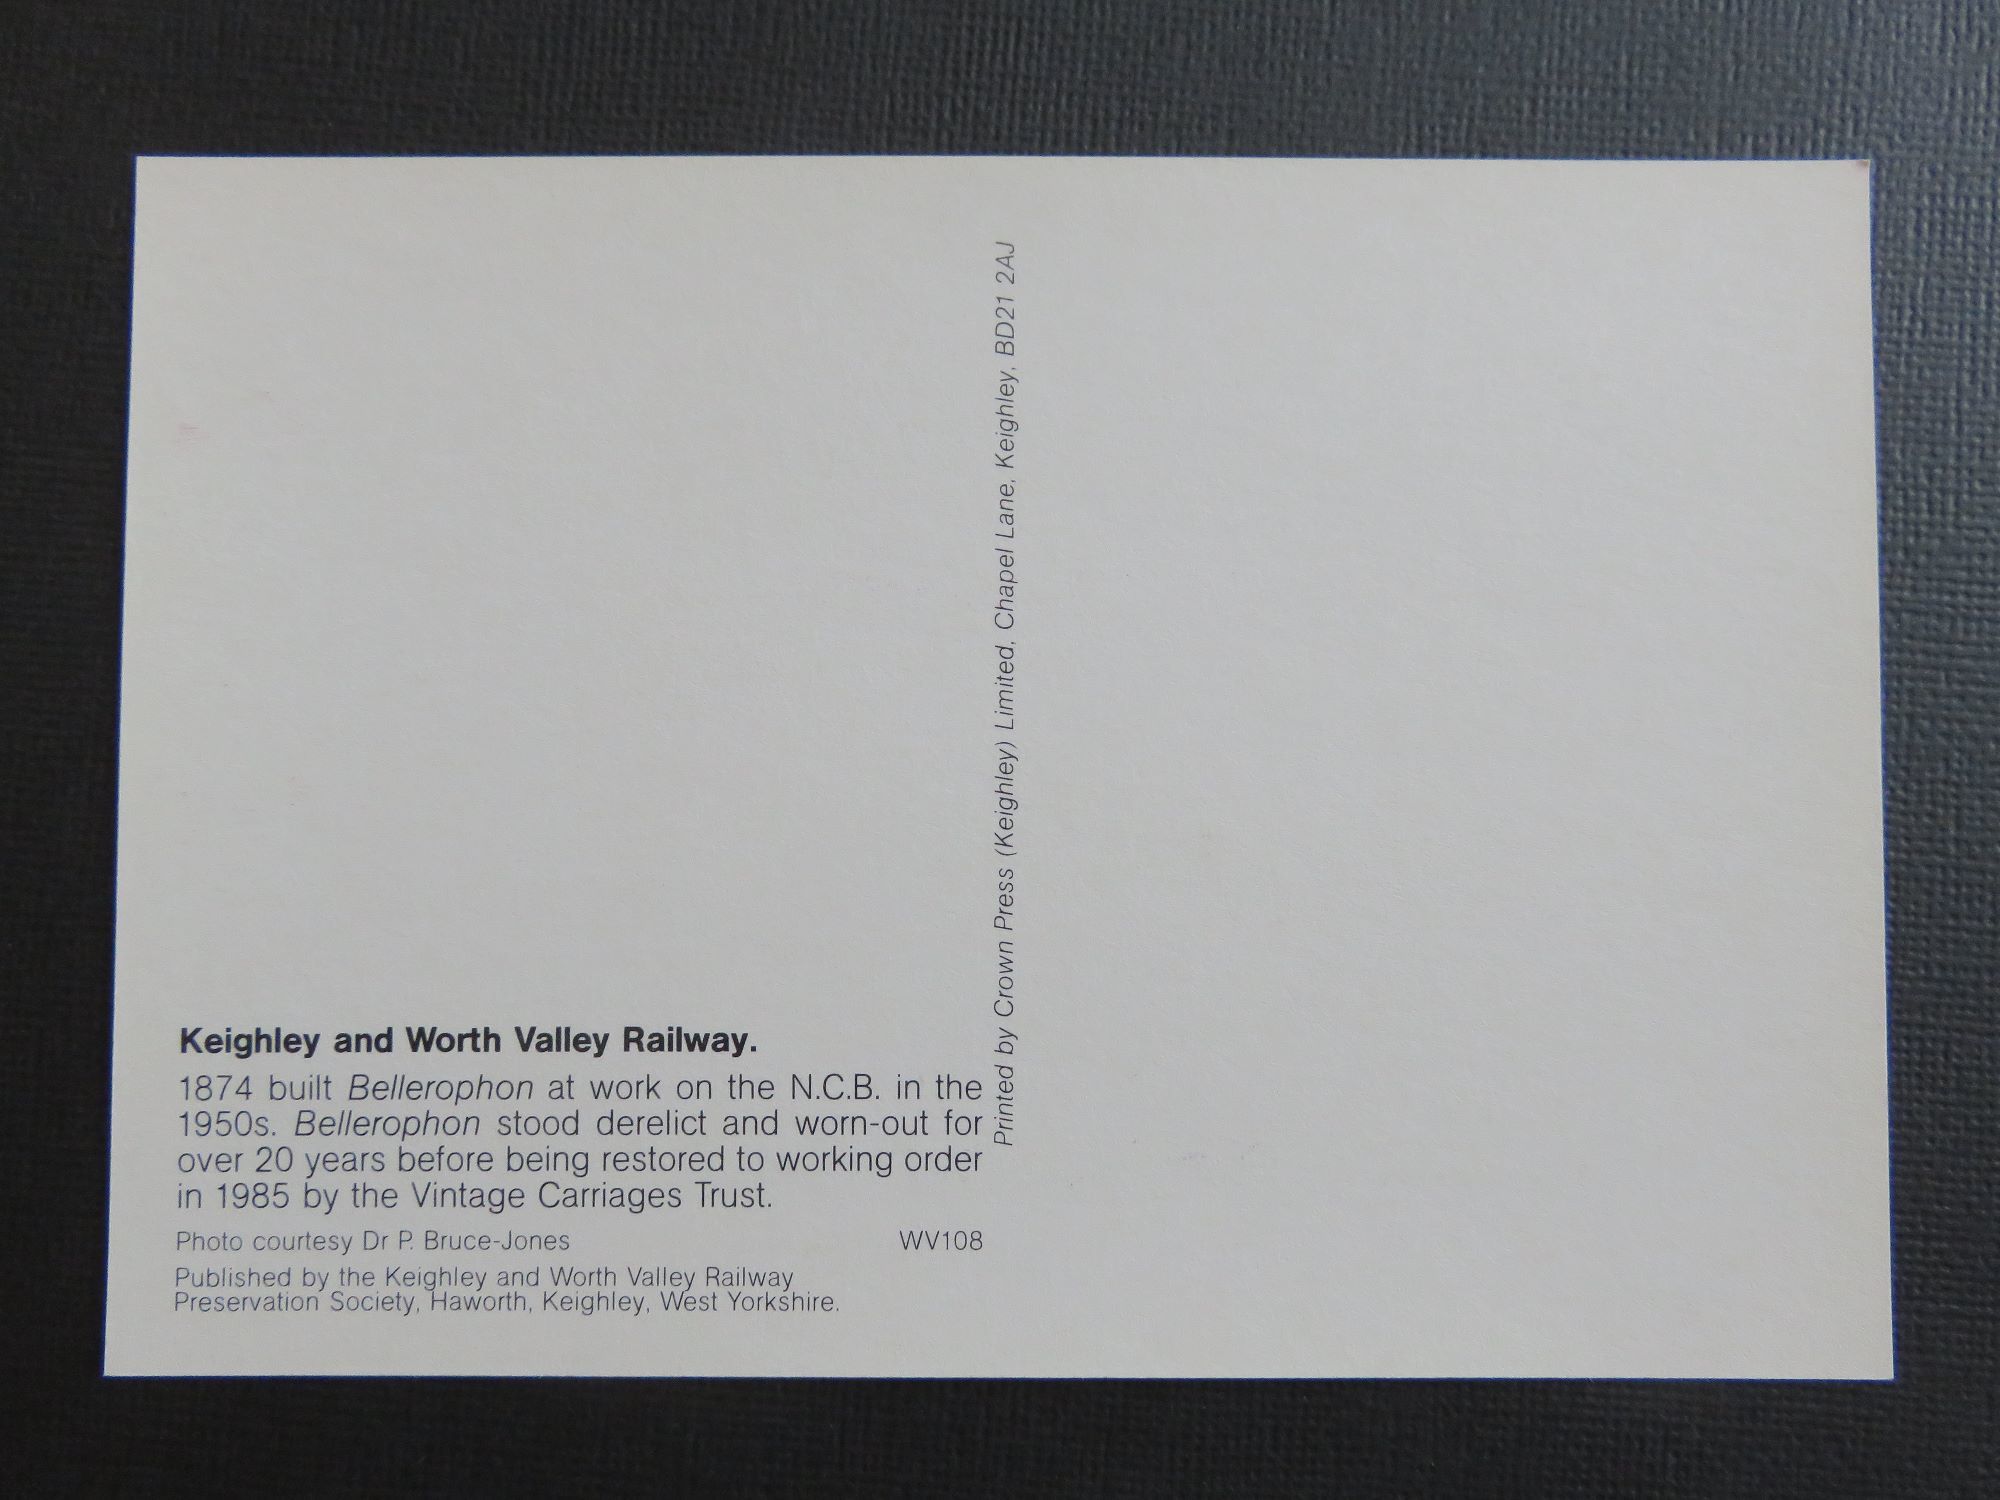 Keighley and Worth Valley Railway.
1874 built Bellerophon at work on the N.C.B. in the
1950s. Bellerophon stood derelict and worn-out for
over 20 years before being restored to working order
in 1985 by the Vintage Carriages Trust.
Photo courtesy Dr P. Bruce-Jones WV108
Published by the Keighley and Worth Valley Railway
Preservation Society, Haworth, Keighley, West Yorkshire.
Printed by Crown Press (Keighley) Limited, Chapel Lane, Keighley, BD21 2AJ